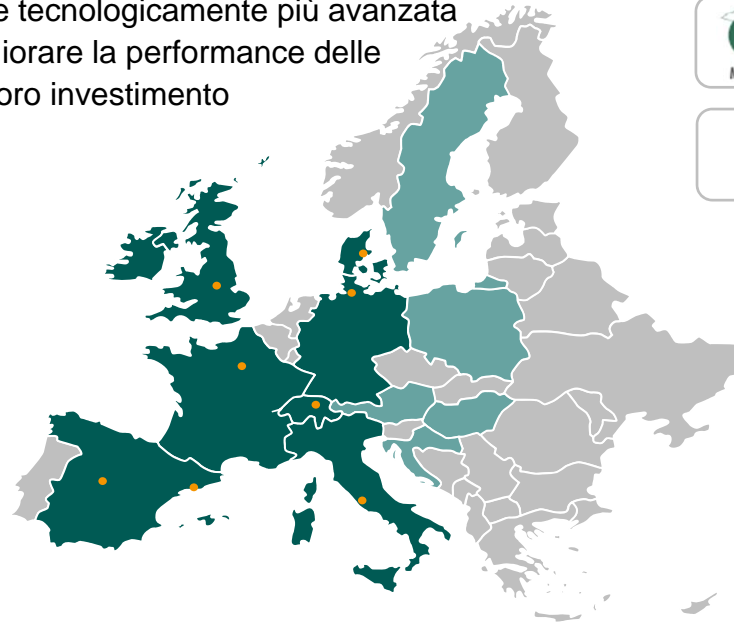 e tecnologicamente più avanzata
iorare la performance delle
oro investimento